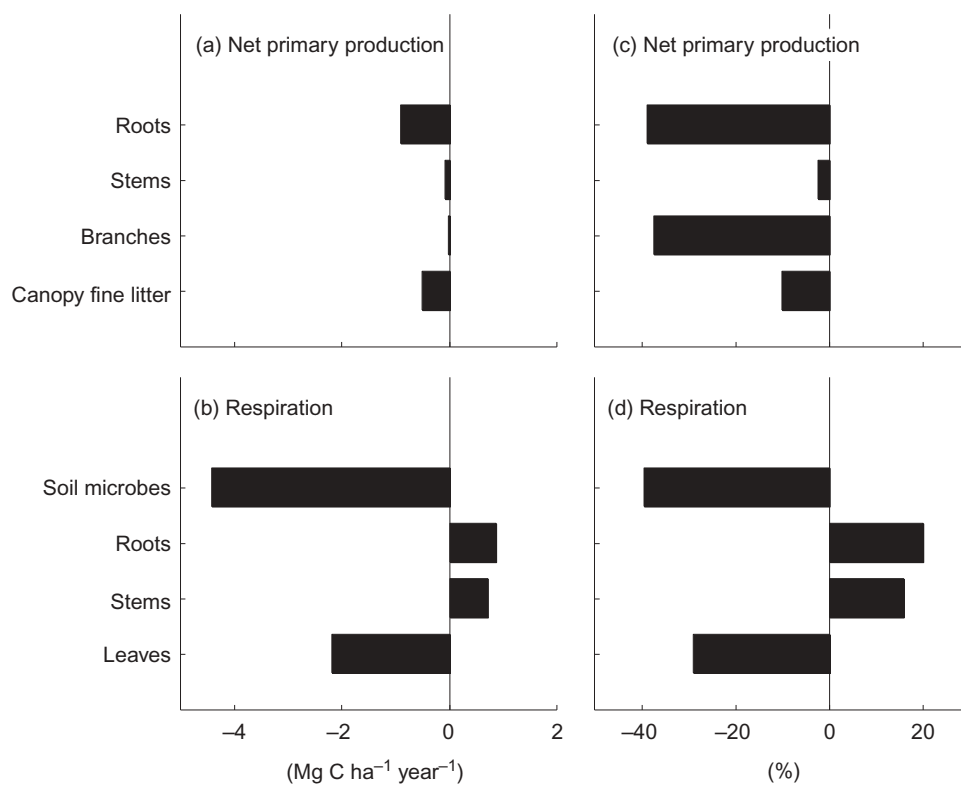 (a) Net primary production
(c) Net primary production
Roots
Stems
Branches
Canopy fine litter
(b) Respiration
(d) Respiration
Soil microbes
Roots
Stems
Leaves
–4 –2 0 2
–40 –20 0 20
(Mg C ha⁻¹ year⁻¹)
(%)